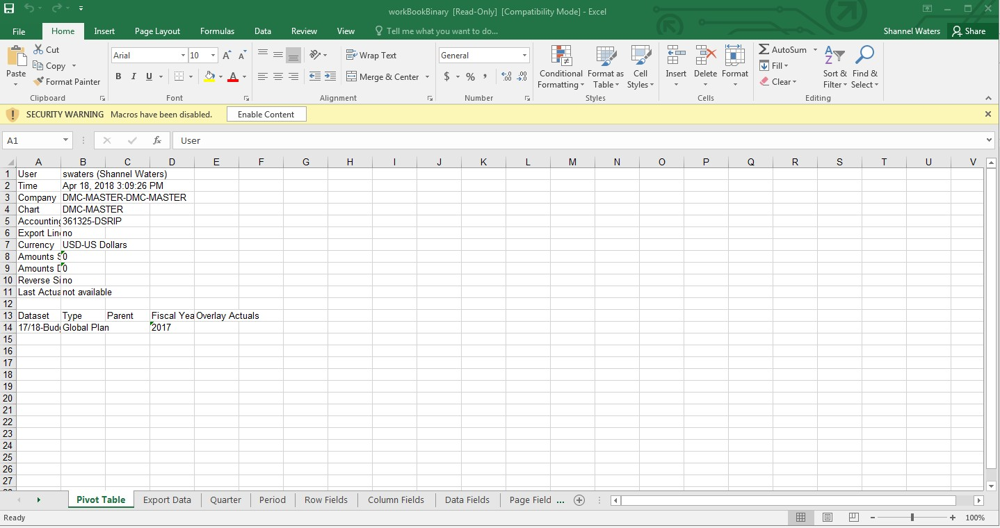 workBookBinary [Read-Only] [Compatibility Mode] - Excel
File Home Insert Page Layout Formulas Data Review View Tell me what you want to do... Shannel Waters Share
Paste Cut Copy Format Painter
Clipboard
Arial 10
B I U A
Font
Wrap Text
Merge & Center
Alignment
General
$ % ,
Number
Conditional Formatting Format as Table Cell Styles
Styles
Insert Delete Format
Cells
AutoSum Fill Clear Sort & Filter Find & Select
Editing
SECURITY WARNING Macros have been disabled. Enable Content
A1 fx User
A B C D E F G H I J K L M N O P Q R S T U V
1 User swaters (Shannel Waters)
2 Time Apr 18, 2018 3:09:26 PM
3 Company DMC-MASTER-DMC-MASTER
4 Chart DMC-MASTER
5 Accounting 361325-DSRIP
6 Export Line no
7 Currency USD-US Dollars
8 Amounts S 0
9 Amounts D 0
10 Reverse Si no
11 Last Actua not available
12
13 Dataset Type Parent Fiscal Yea Overlay Actuals
14 17/18-Budg Global Plan 2017
15
16
17
18
19
20
21
22
23
24
25
26
27
Pivot Table Export Data Quarter Period Row Fields Column Fields Data Fields Page Field ...
Ready 100%